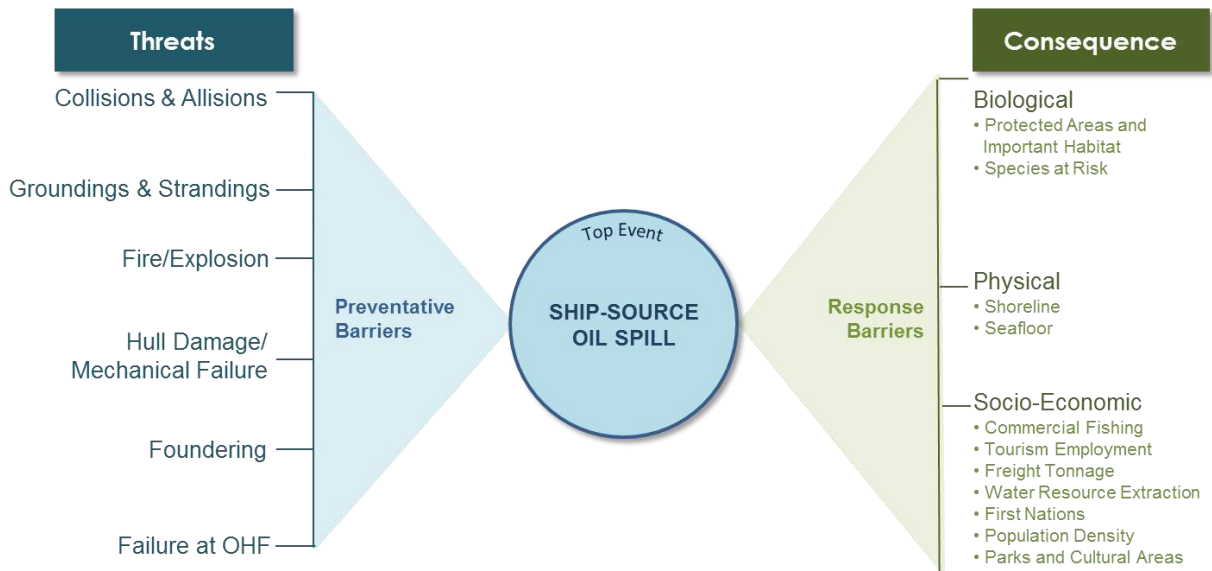 Threats
Collisions & Allisions
Groundings & Strandings
Fire/Explosion
Hull Damage/
Mechanical Failure
Foundering
Failure at OHF
Preventative
Barriers
Top Event
SHIP-SOURCE
OIL SPILL
Response
Barriers
Consequence
Biological
• Protected Areas and
Important Habitat
• Species at Risk
Physical
• Shoreline
• Seafloor
Socio-Economic
• Commercial Fishing
• Tourism Employment
• Freight Tonnage
• Water Resource Extraction
• First Nations
• Population Density
• Parks and Cultural Areas